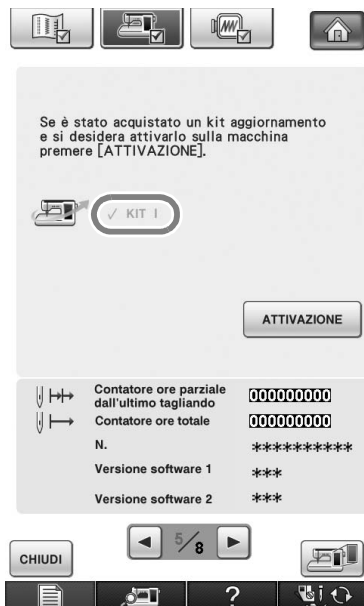 Se è stato acquistato un kit aggiornamento
e si desidera attivarlo sulla macchina
premere [ATTIVAZIONE].
✓ KIT I
ATTIVAZIONE
Contatore ore parziale
dall'ultimo tagliando
000000000
Contatore ore totale
000000000
N.
**********
Versione software 1
***
Versione software 2
***
CHIUDI
5/8
?